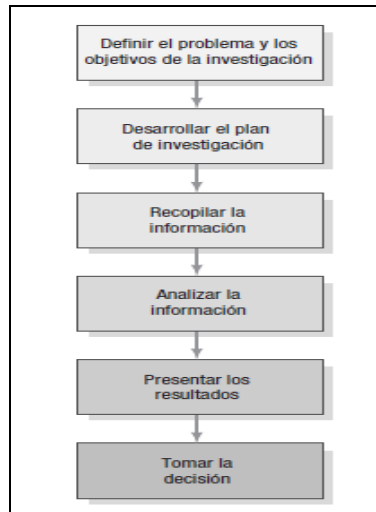 Definir el problema y los
objetivos de la investigación
Desarrollar el plan
de investigación
Recopilar la
información
Analizar la
información
Presentar los
resultados
Tomar la
decisión